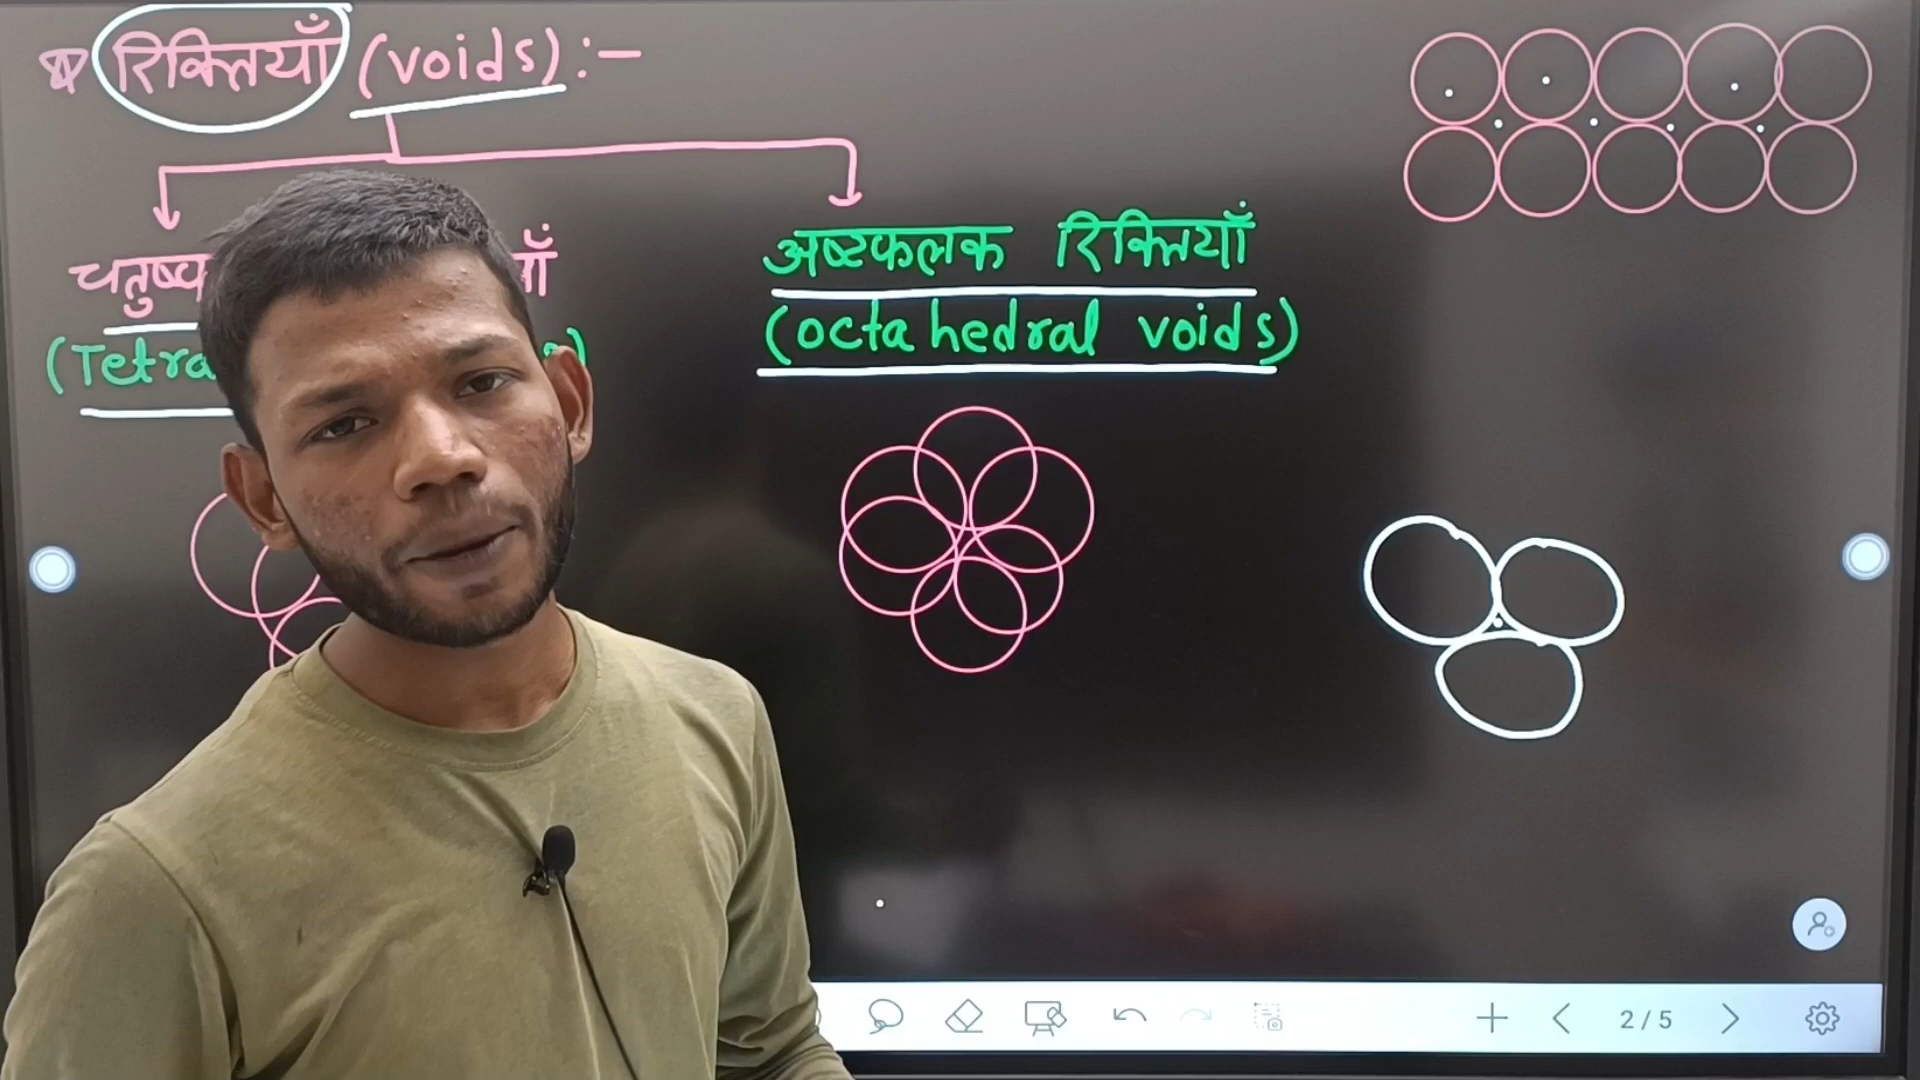 रिक्तियाँ (voids):-
अष्टफलक रिक्तियाँ
(octahedral voids)
2/5